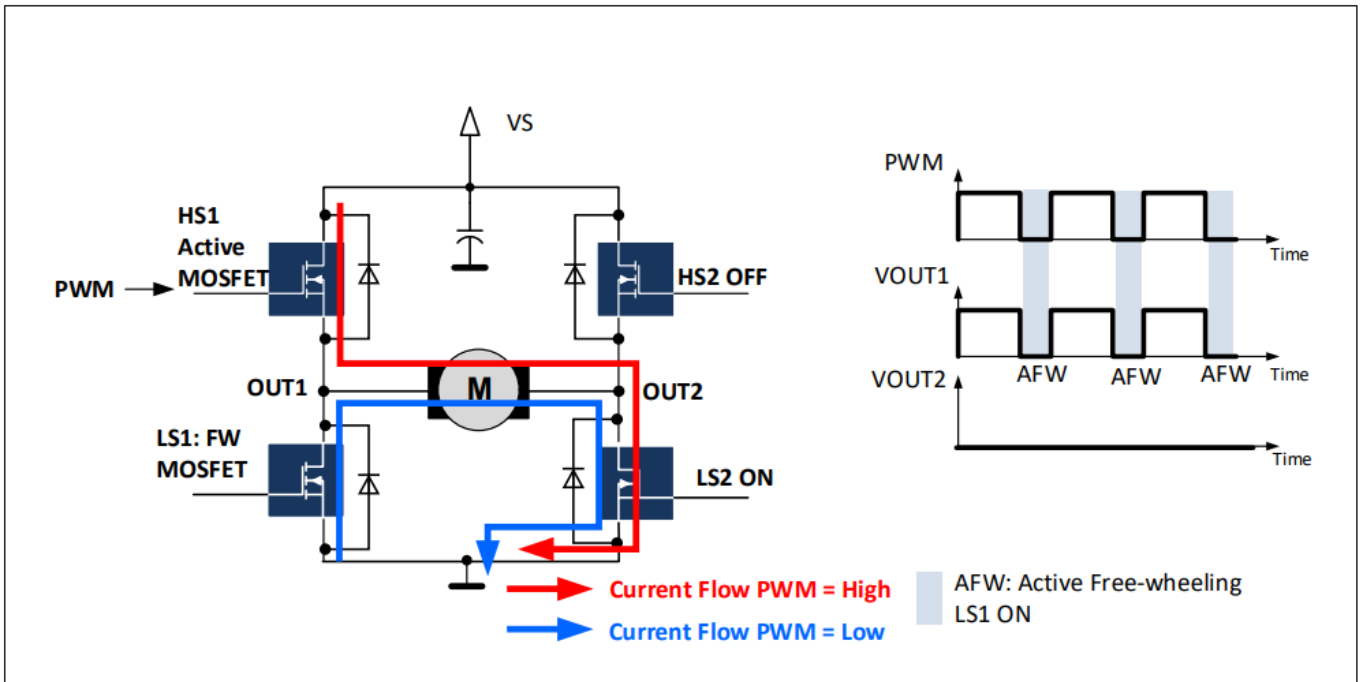 VS
HS1
Active
MOSFET
PWM
HS2 OFF
OUT1
M
OUT2
LS1: FW
MOSFET
LS2 ON
Current Flow PWM = High
Current Flow PWM = Low
PWM
Time
VOUT1
AFW
AFW
AFW
Time
VOUT2
Time
AFW: Active Free-wheeling
LS1 ON